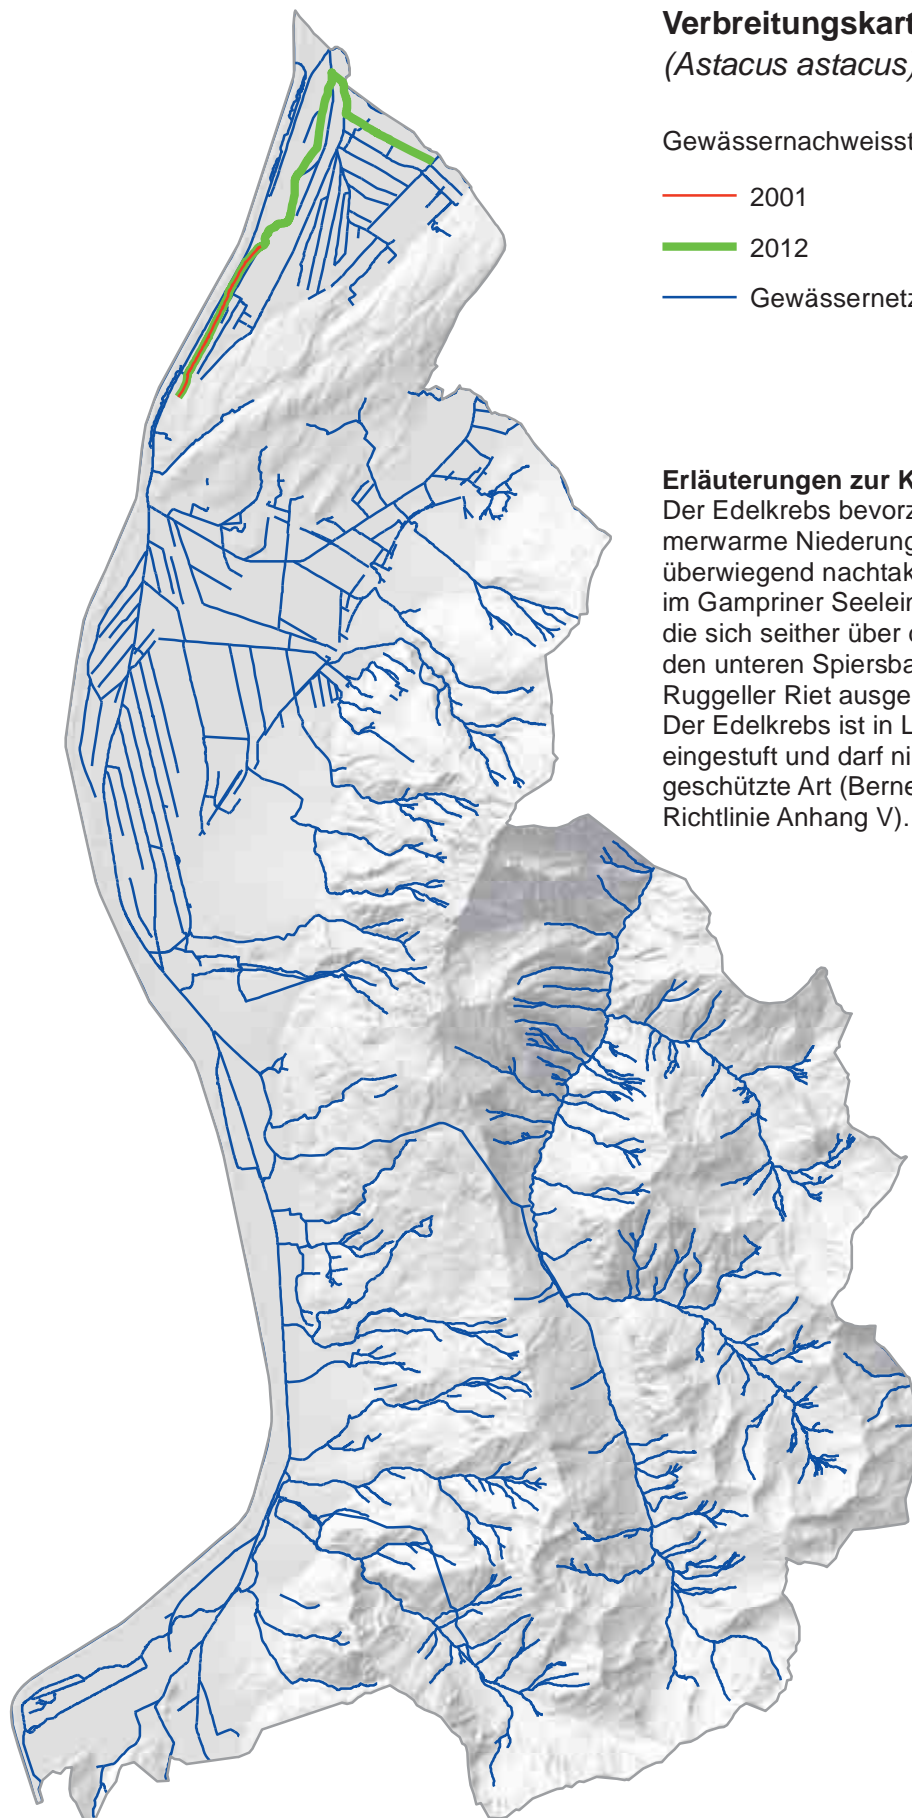 Verbreitungskart
(Astacus astacus)
Gewässernachweisst
2001
2012
Gewässernetz
Erläuterungen zur K
Der Edelkrebs bevorz
merwarme Niederung
überwiegend nachtak
im Gampriner Seelein
die sich seither über d
den unteren Spiersba
Ruggeller Riet ausge
Der Edelkrebs ist in L
eingestuft und darf ni
geschützte Art (Berne
Richtlinie Anhang V).